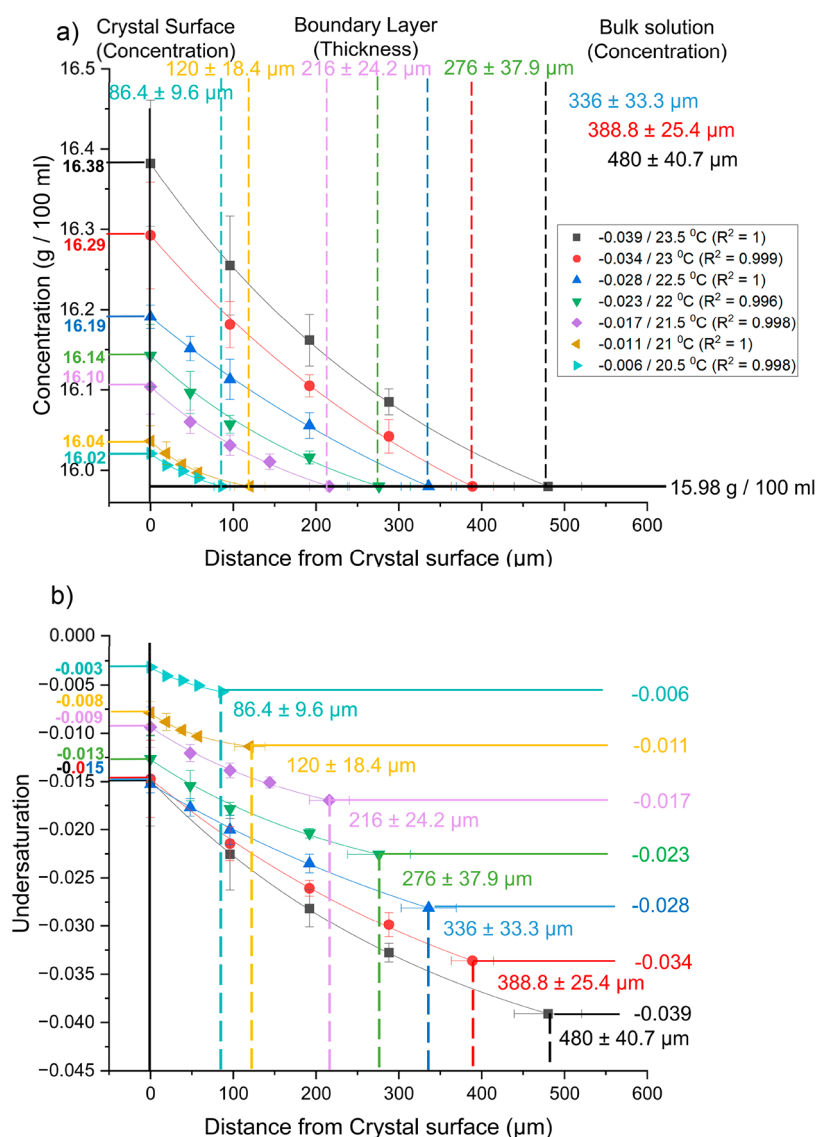 a)
Crystal Surface
(Concentration)
Boundary Layer
(Thickness)
Bulk solution
(Concentration)
120 ± 18.4 µm
216 ± 24.2 µm
276 ± 37.9 µm
86.4 ± 9.6 µm
336 ± 33.3 µm
388.8 ± 25.4 µm
480 ± 40.7 µm
16.5
16.4
16.3
16.2
16.1
16.0
16.38
16.29
16.19
16.14
16.10
16.04
16.02
Concentration (g / 100 ml)
-0.039 / 23.5 ⁰C (R² = 1)
-0.034 / 23 ⁰C (R² = 0.999)
-0.028 / 22.5 ⁰C (R² = 1)
-0.023 / 22 ⁰C (R² = 0.996)
-0.017 / 21.5 ⁰C (R² = 0.998)
-0.011 / 21 ⁰C (R² = 1)
-0.006 / 20.5 ⁰C (R² = 0.998)
15.98 g / 100 ml
0 100 200 300 400 500 600
Distance from Crystal surface (µm)
b)
0.000
−0.005
−0.010
−0.015
−0.020
−0.025
−0.030
−0.035
−0.040
−0.045
-0.003
-0.008
-0.009
-0.013
-0.015
Undersaturation
-0.006
86.4 ± 9.6 µm
-0.011
120 ± 18.4 µm
-0.017
216 ± 24.2 µm
-0.023
276 ± 37.9 µm
-0.028
336 ± 33.3 µm
-0.034
388.8 ± 25.4 µm
-0.039
480 ± 40.7 µm
0 100 200 300 400 500 600
Distance from Crystal surface (µm)